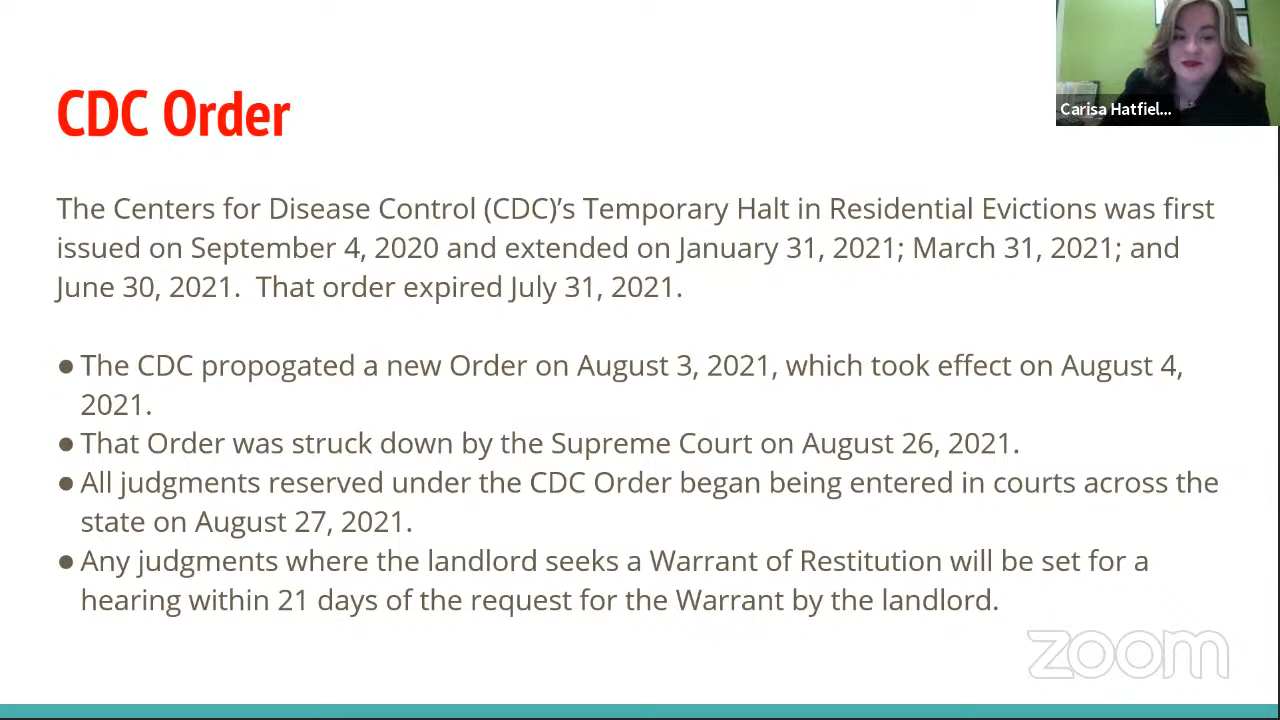 CDC Order
Carisa Hatfiel...
The Centers for Disease Control (CDC)'s Temporary Halt in Residential Evictions was first
issued on September 4, 2020 and extended on January 31, 2021; March 31, 2021; and
June 30, 2021.  That order expired July 31, 2021.
● The CDC propogated a new Order on August 3, 2021, which took effect on August 4,
2021.
● That Order was struck down by the Supreme Court on August 26, 2021.
● All judgments reserved under the CDC Order began being entered in courts across the
state on August 27, 2021.
● Any judgments where the landlord seeks a Warrant of Restitution will be set for a
hearing within 21 days of the request for the Warrant by the landlord.
zoom